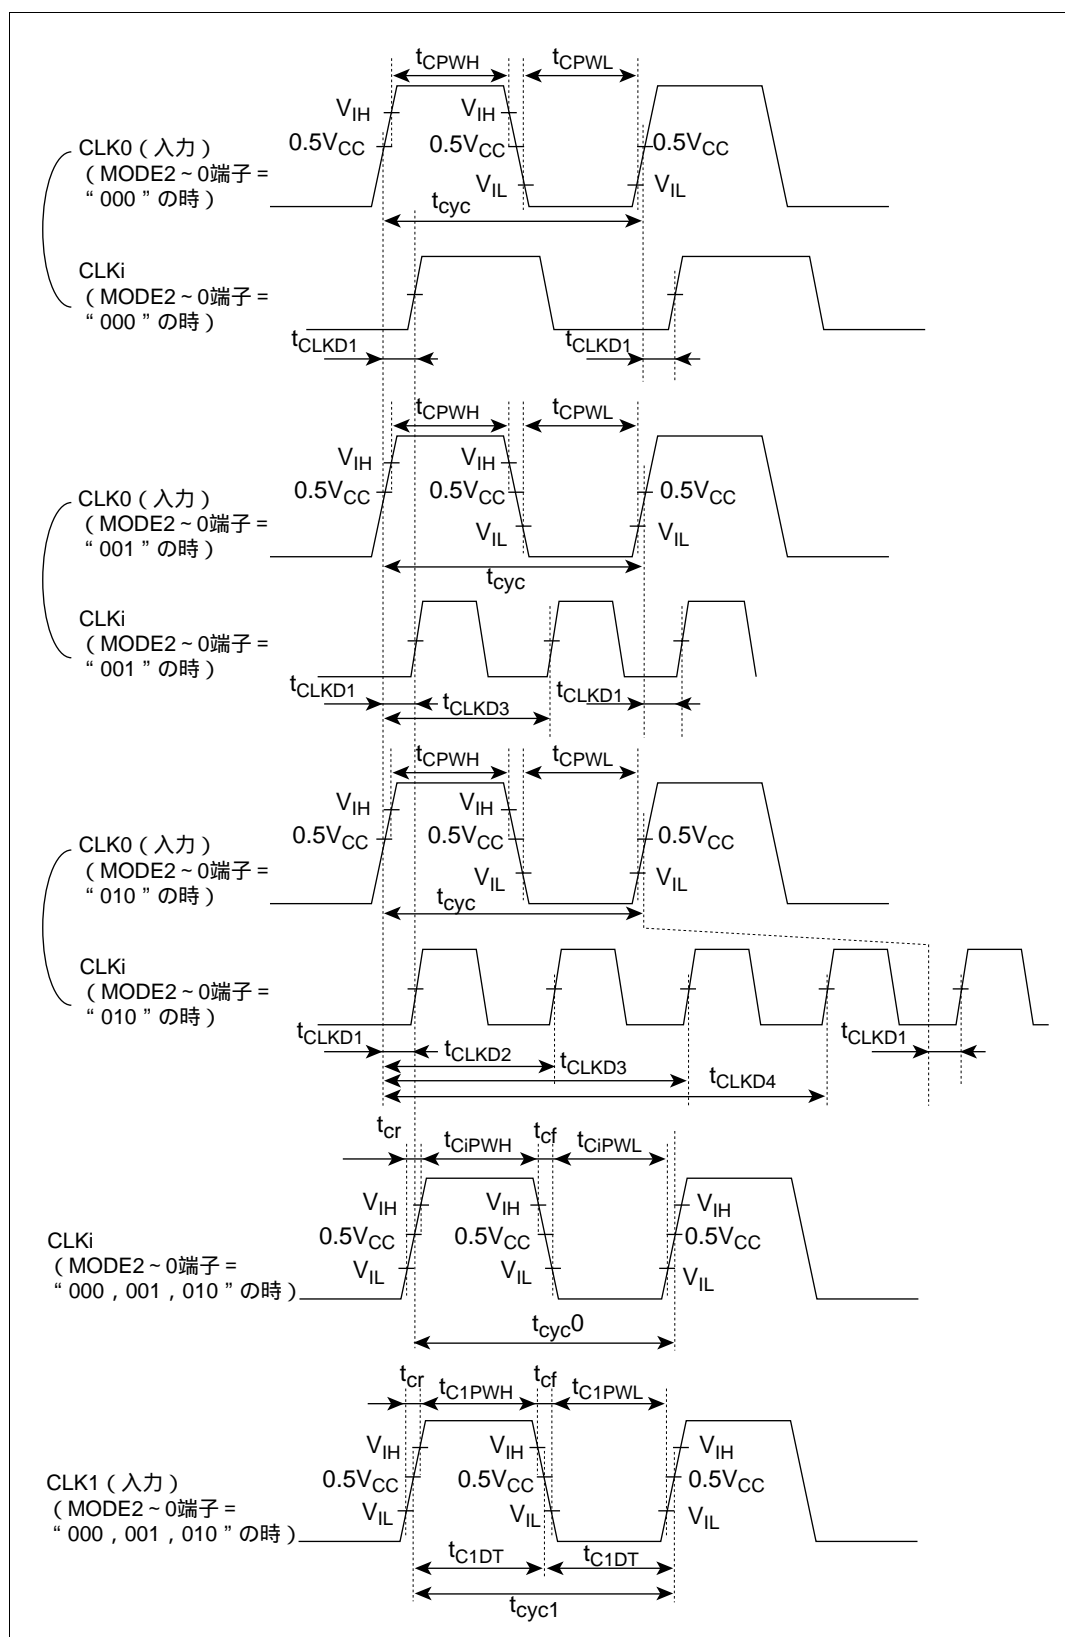 tCPWH tCPWL
VIH VIH
0.5VCC 0.5VCC 0.5VCC
CLK0（入力）
（MODE2～0端子＝
“000”の時）
VIL VIL
tcyc
CLKi
（MODE2～0端子＝
“000”の時）
tCLKD1 tCLKD1
tCPWH tCPWL
VIH VIH
0.5VCC 0.5VCC 0.5VCC
CLK0（入力）
（MODE2～0端子＝
“001”の時）
VIL VIL
tcyc
CLKi
（MODE2～0端子＝
“001”の時）
tCLKD1 tCLKD3 tCLKD1
tCPWH tCPWL
VIH VIH
0.5VCC 0.5VCC 0.5VCC
CLK0（入力）
（MODE2～0端子＝
“010”の時）
VIL VIL
tcyc
CLKi
（MODE2～0端子＝
“010”の時）
tCLKD1 tCLKD2 tCLKD1
tCLKD3
tCLKD4
tcr tCiPWH tcf tCiPWL
VIH VIH VIH
0.5VCC 0.5VCC 0.5VCC
CLKi
（MODE2～0端子＝
“000，001，010”の時）
VIL VIL VIL
tcyc0
tcr tC1PWH tcf tC1PWL
VIH VIH VIH
0.5VCC 0.5VCC 0.5VCC
CLK1（入力）
（MODE2～0端子＝
“000，001，010”の時）
VIL VIL VIL
tC1DT tC1DT
tcyc1